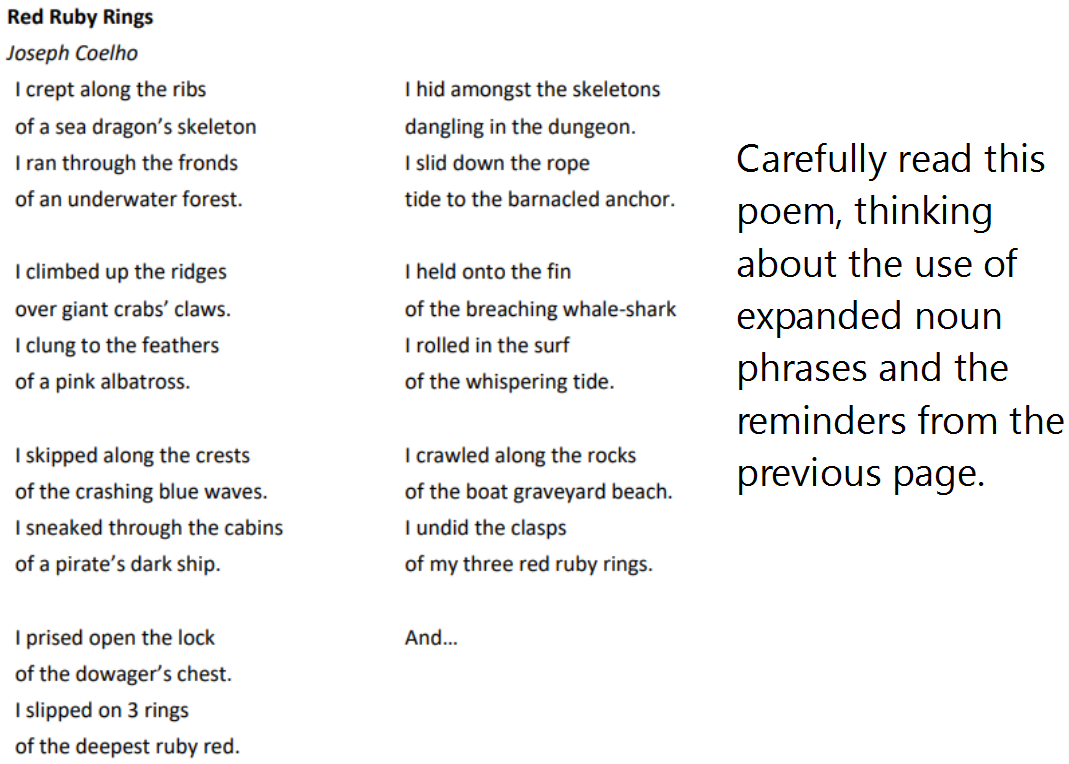 Red Ruby Rings
Joseph Coelho
I crept along the ribs
of a sea dragon's skeleton
I ran through the fronds
of an underwater forest.
I climbed up the ridges
over giant crabs' claws.
I clung to the feathers
of a pink albatross.
I skipped along the crests
of the crashing blue waves.
I sneaked through the cabins
of a pirate's dark ship.
I prised open the lock
of the dowager's chest.
I slipped on 3 rings
of the deepest ruby red.
I hid amongst the skeletons
dangling in the dungeon.
I slid down the rope
tide to the barnacled anchor.
I held onto the fin
of the breaching whale-shark
I rolled in the surf
of the whispering tide.
I crawled along the rocks
of the boat graveyard beach.
I undid the clasps
of my three red ruby rings.
And...
Carefully read this
poem, thinking
about the use of
expanded noun
phrases and the
reminders from the
previous page.